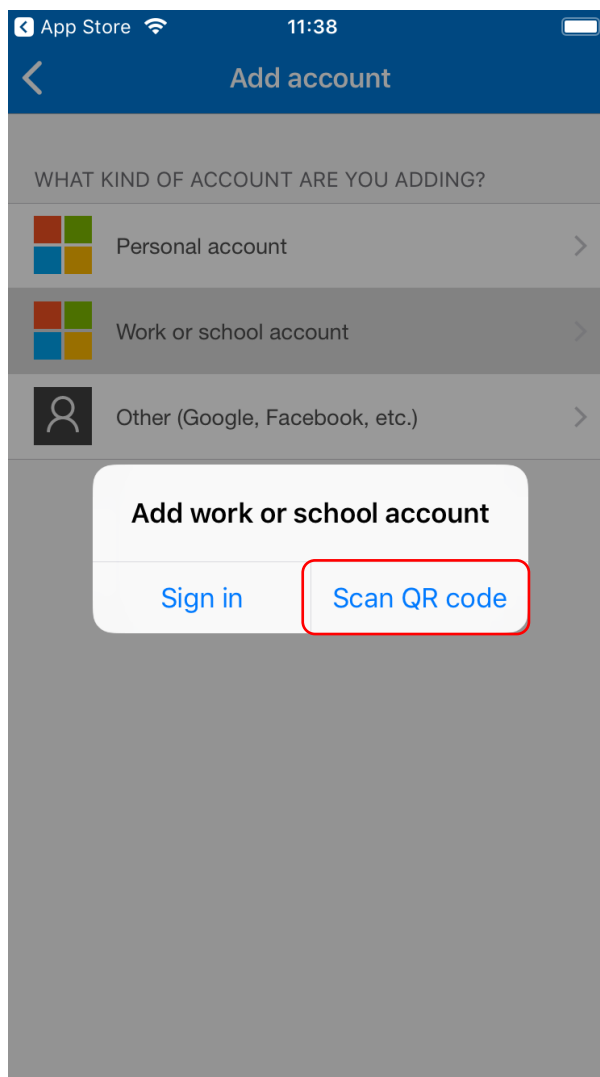 App Store 11:38
Add account
WHAT KIND OF ACCOUNT ARE YOU ADDING?
Personal account
Work or school account
Other (Google, Facebook, etc.)
Add work or school account
Sign in Scan QR code